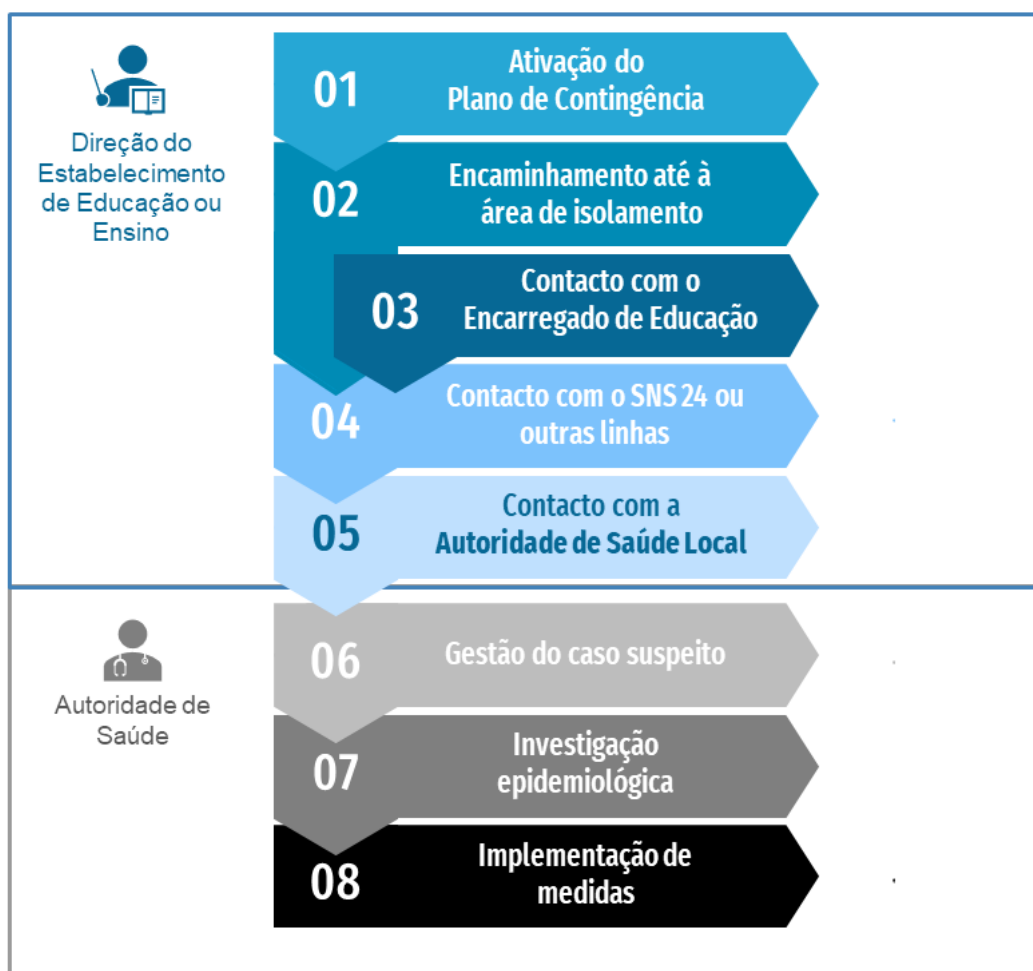 Direção do
Estabelecimento
de Educação ou
Ensino
01
Ativação do
Plano de Contingência
02
Encaminhamento até à
área de isolamento
03
Contacto com o
Encarregado de Educação
04
Contacto com o SNS 24 ou
outras linhas
05
Contacto com a
Autoridade de Saúde Local
Autoridade de
Saúde
06
Gestão do caso suspeito
07
Investigação
epidemiológica
08
Implementação de
medidas